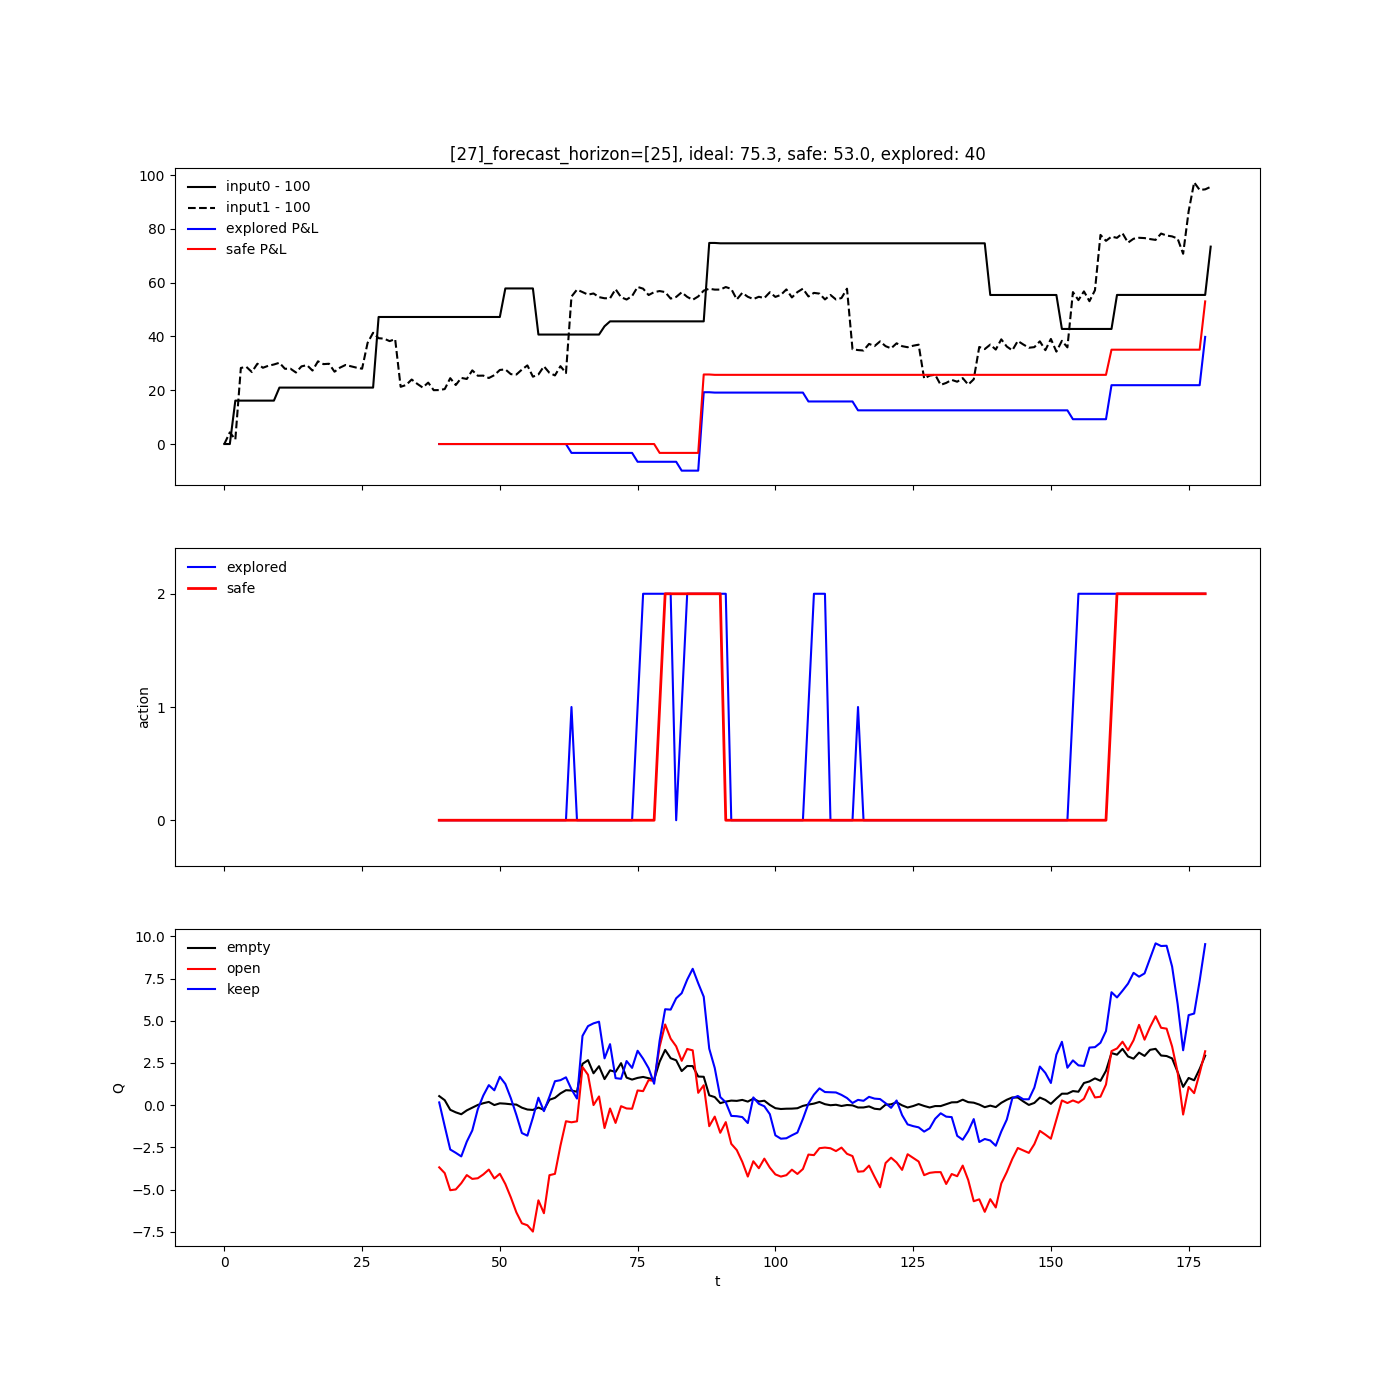 [27]_forecast_horizon=[25], ideal: 75.3, safe: 53.0, explored: 40
100
80
60
40
20
0
input0 - 100
input1 - 100
explored P&L
safe P&L
action
2
1
0
explored
safe
Q
10.0
7.5
5.0
2.5
0.0
−2.5
−5.0
−7.5
empty
open
keep
0 25 50 75 100 125 150 175
t